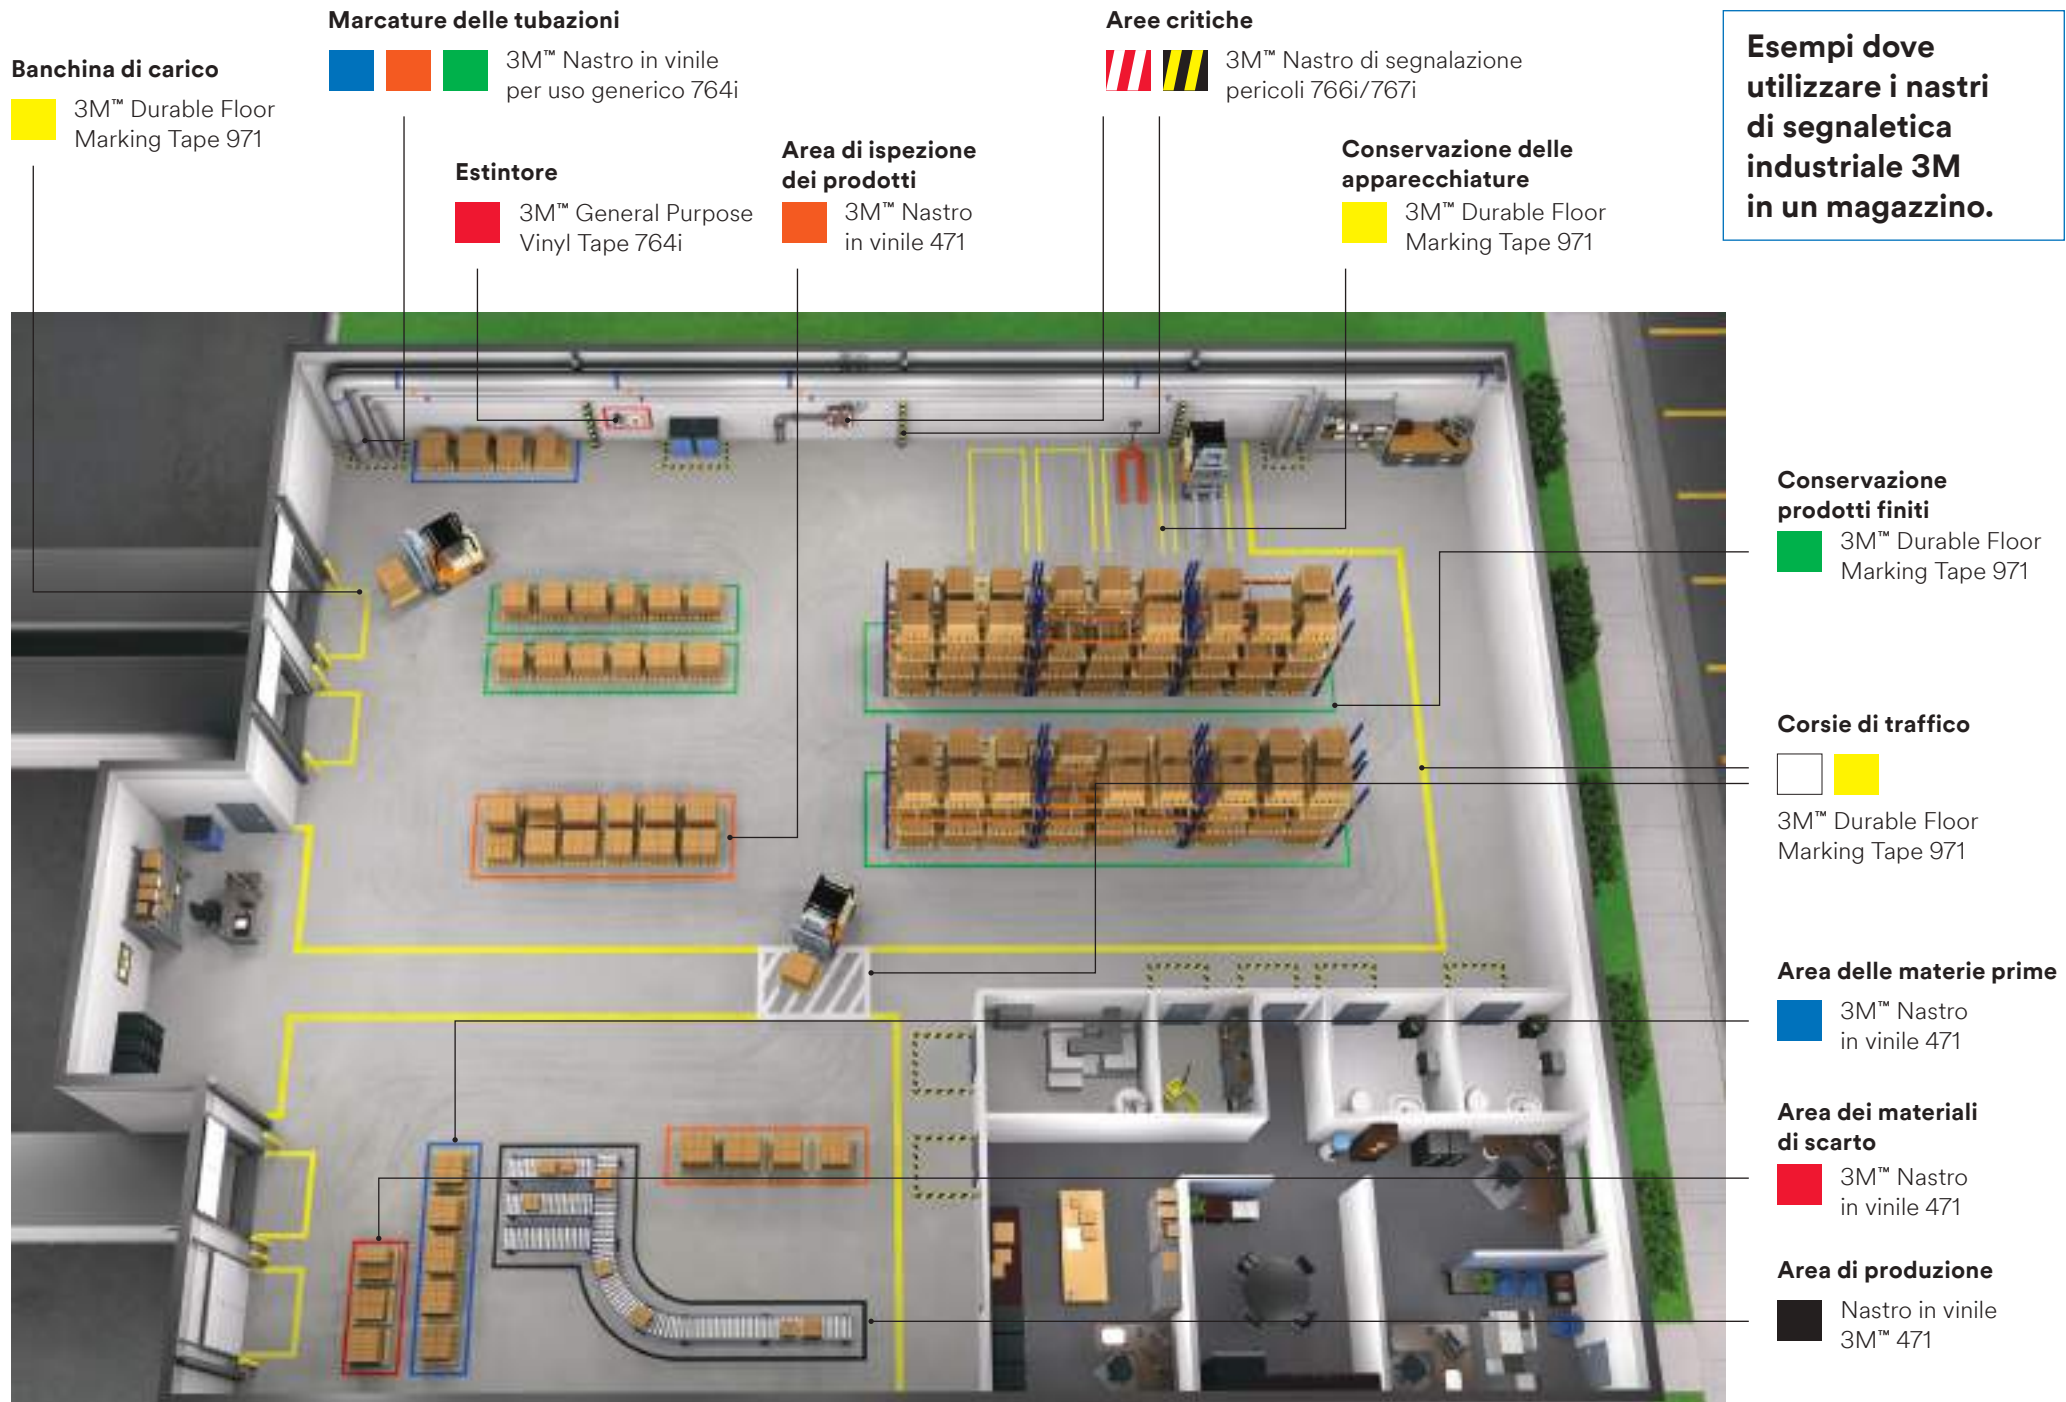 Marcature delle tubazioni
3M™ Nastro in vinile
per uso generico 764i
Aree critiche
3M™ Nastro di segnalazione
pericoli 766i/767i
Esempi dove
utilizzare i nastri
di segnaletica
industriale 3M
in un magazzino.
Banchina di carico
3M™ Durable Floor
Marking Tape 971
Estintore
3M™ General Purpose
Vinyl Tape 764i
Area di ispezione
dei prodotti
3M™ Nastro
in vinile 471
Conservazione delle
apparecchiature
3M™ Durable Floor
Marking Tape 971
Conservazione
prodotti finiti
3M™ Durable Floor
Marking Tape 971
Corsie di traffico
3M™ Durable Floor
Marking Tape 971
Area delle materie prime
3M™ Nastro
in vinile 471
Area dei materiali
di scarto
3M™ Nastro
in vinile 471
Area di produzione
Nastro in vinile
3M™ 471